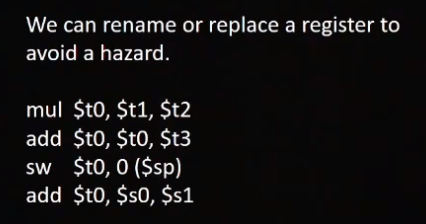 We can rename or replace a register to
avoid a hazard.
mul $t0, $t1, $t2
add $t0, $t0, $t3
sw $t0, 0 ($sp)
add $t0, $s0, $s1